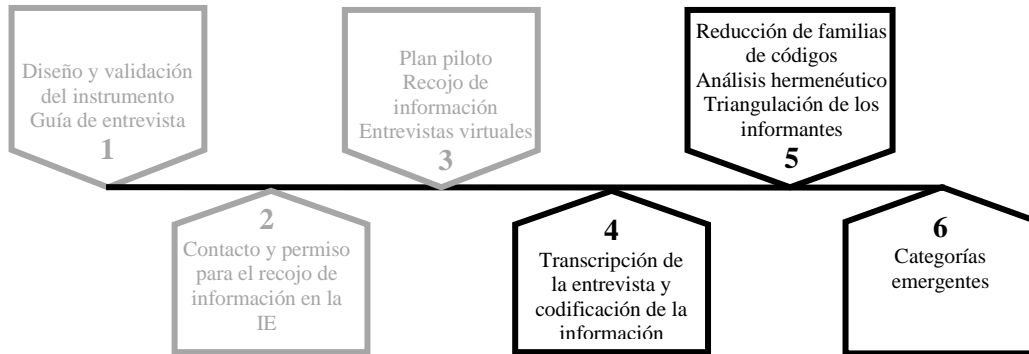 Diseño y validación
del instrumento
Guía de entrevista
1
2
Contacto y permiso
para el recojo de
información en la
IE
Plan piloto
Recojo de
información
Entrevistas virtuales
3
4
Transcripción de
la entrevista y
codificación de la
información
Reducción de familias
de códigos
Análisis hermenéutico
Triangulación de los
informantes
5
6
Categorías
emergentes